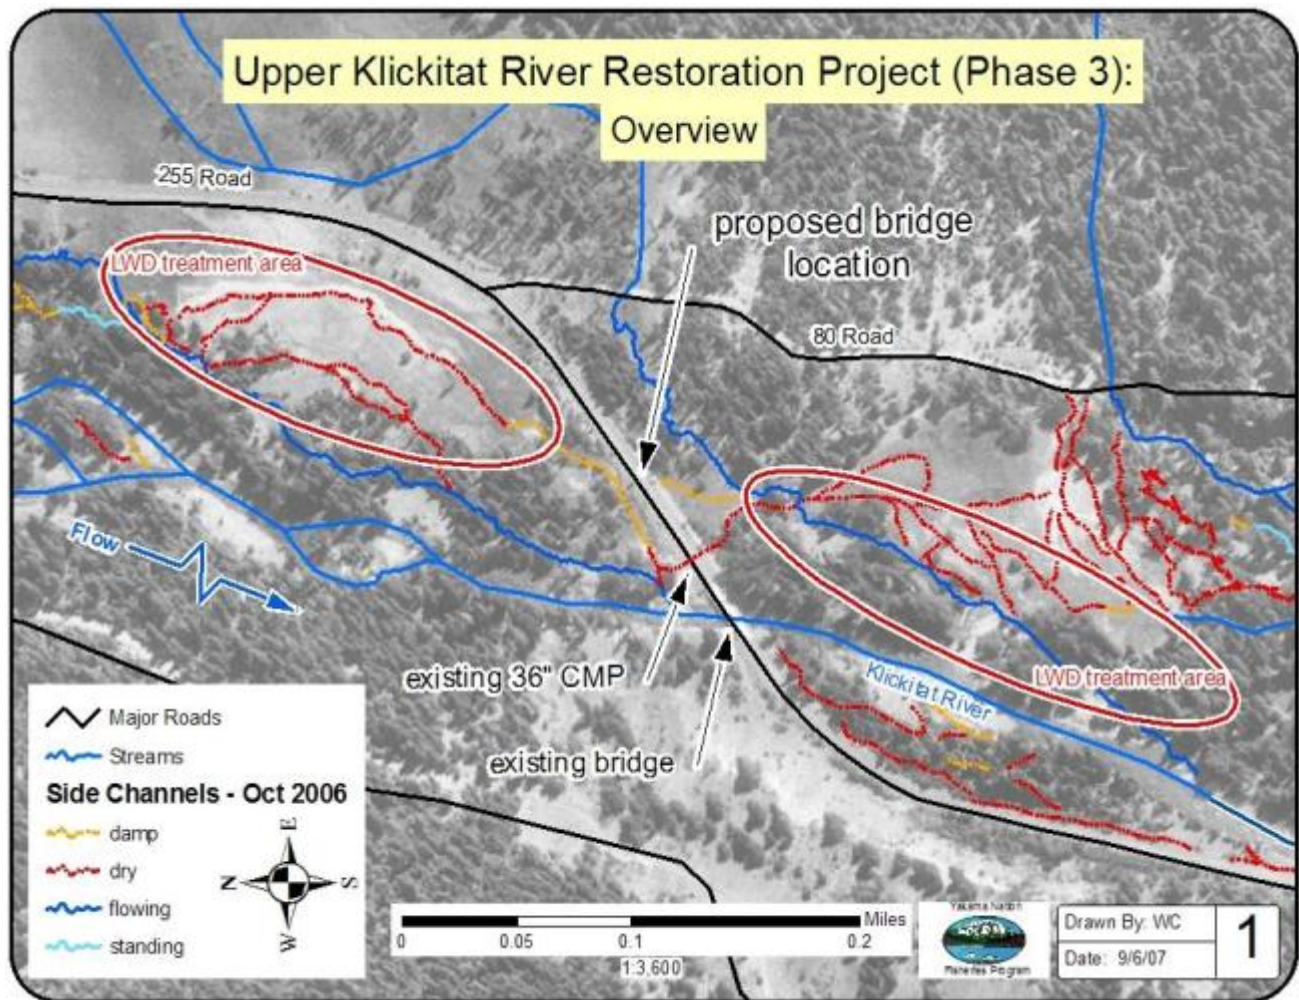 Upper Klickitat River Restoration Project (Phase 3):
Overview
255 Road
proposed bridge
location
LWD treatment area
80 Road
Flow
existing 36" CMP
Klickitat River
LWD treatment area
existing bridge
Major Roads
Streams
Side Channels - Oct 2006
damp
dry
flowing
standing
E
N
S
W
Miles
0
0.05
0.1
0.2
1:3,600
Yakama Nation
Fisheries Program
Drawn By: WC
Date: 9/6/07
1